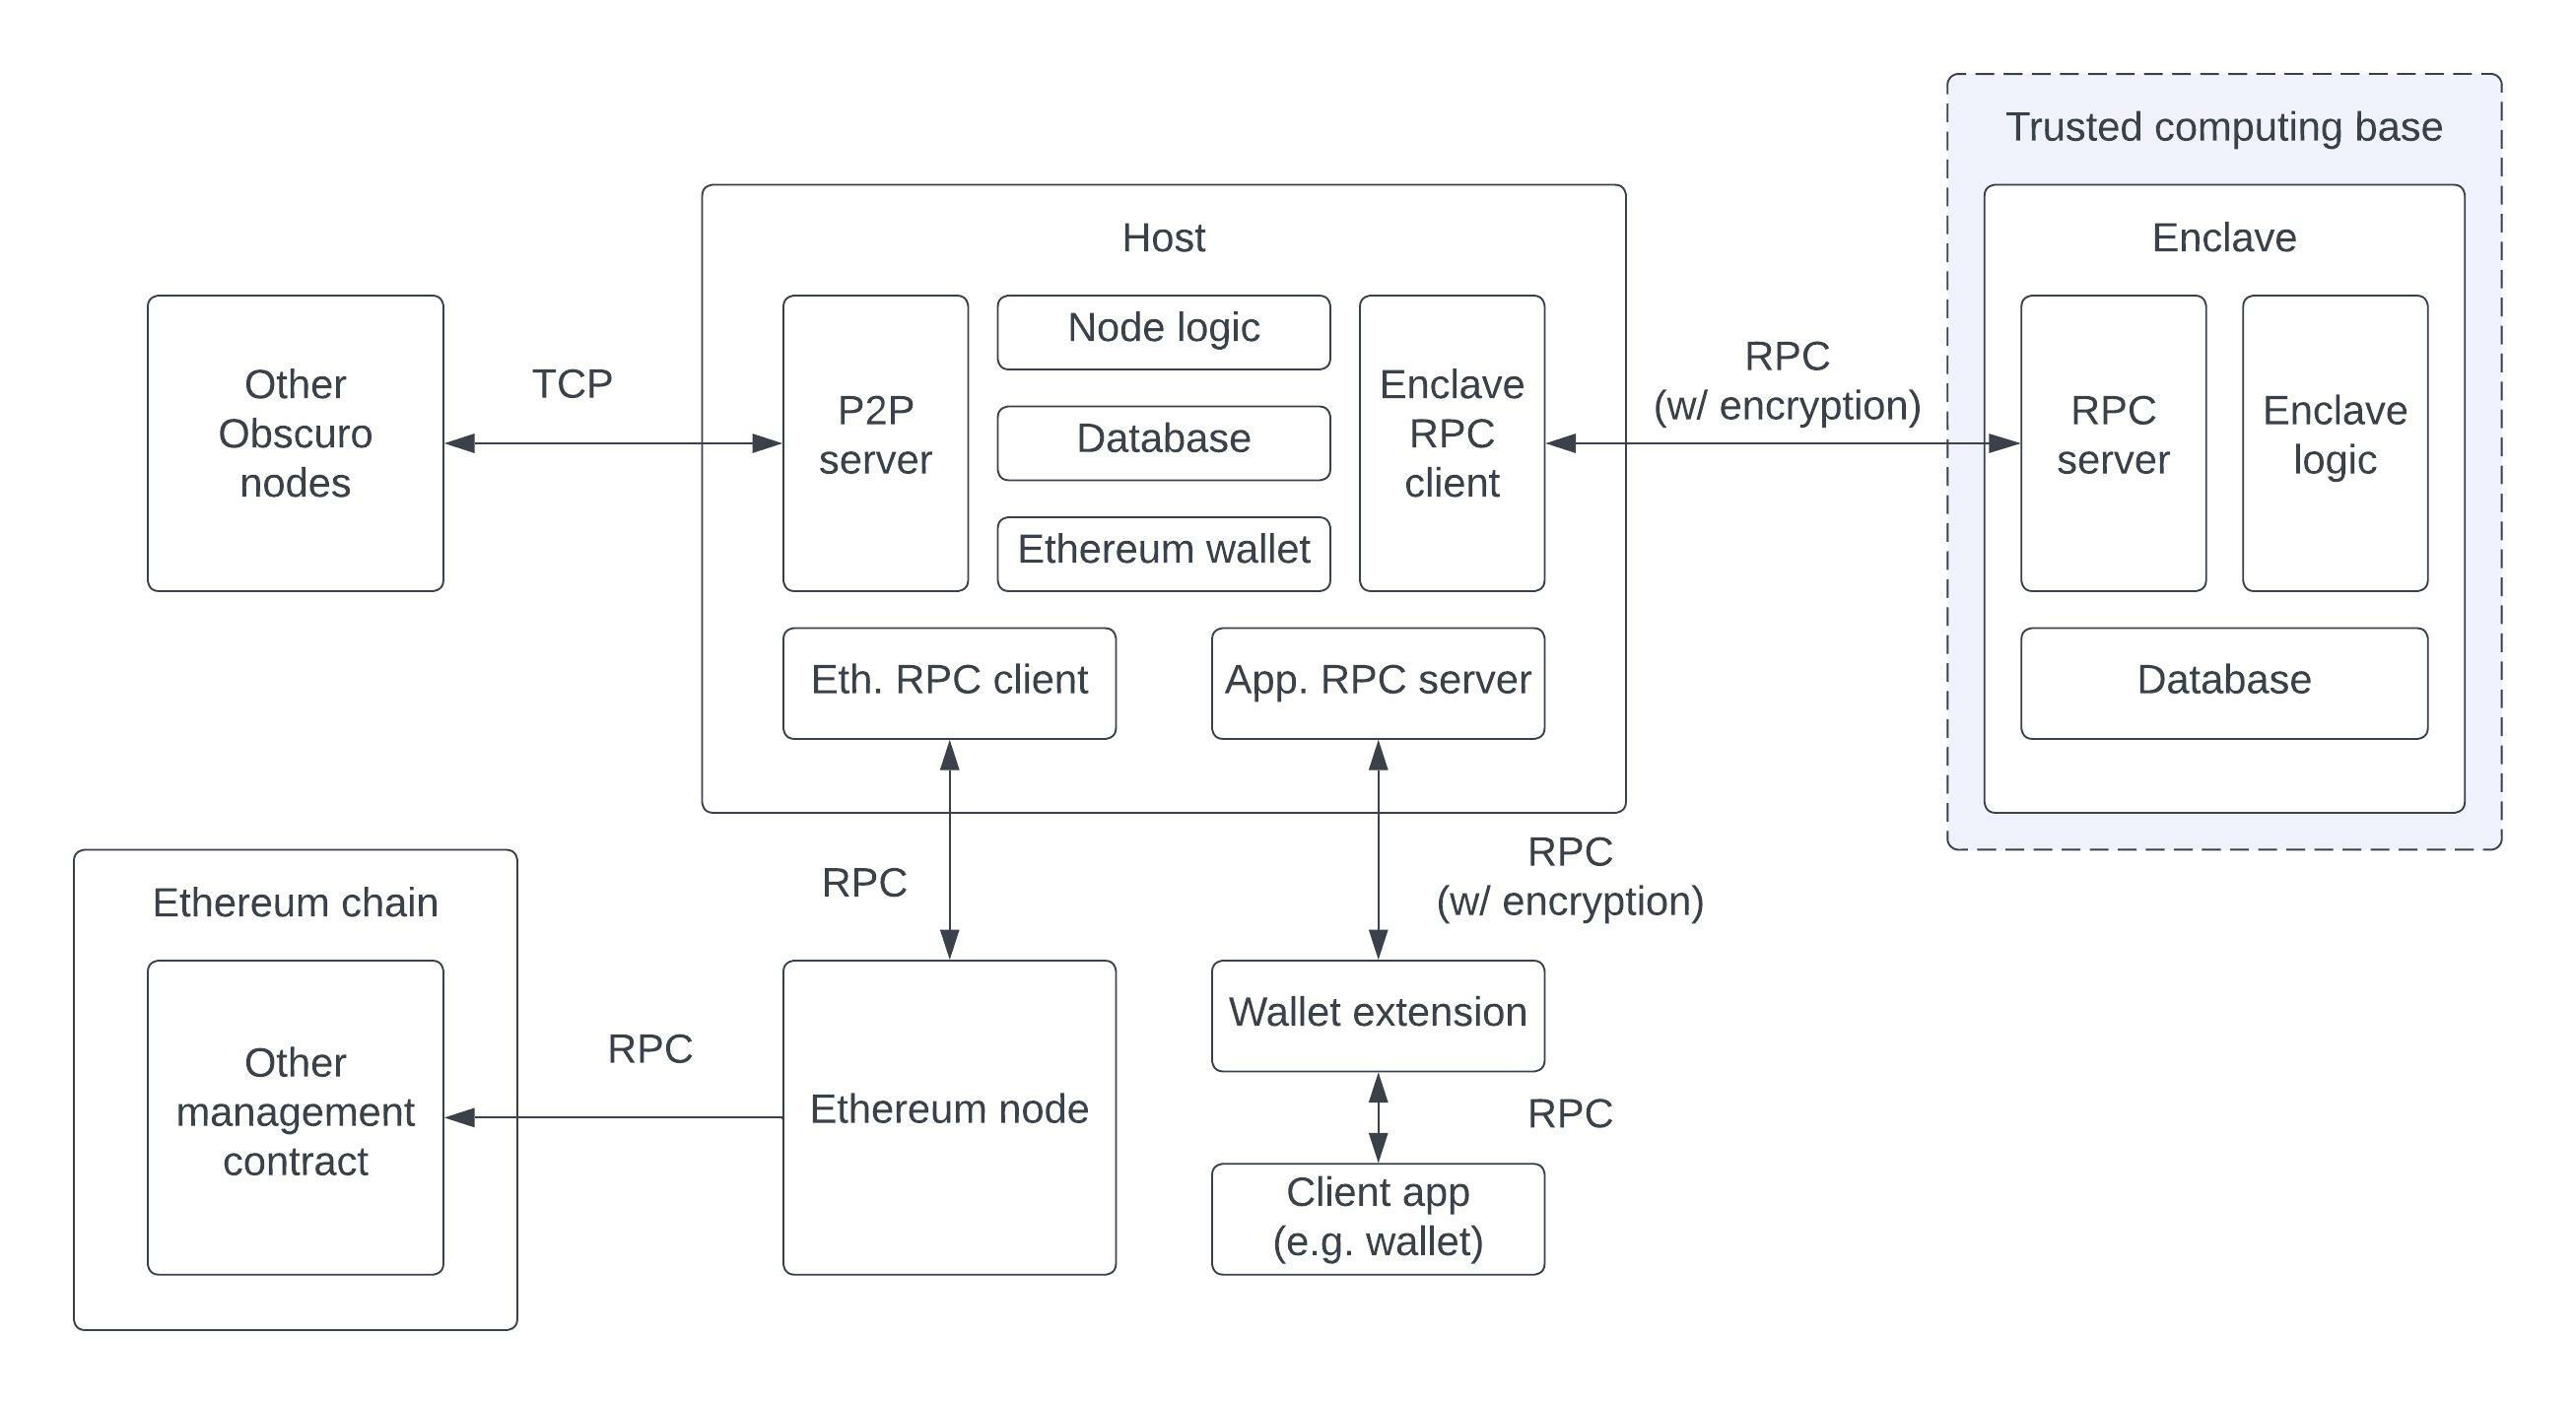 Trusted computing base
Host
Enclave
Other
Obscuro
nodes
TCP
P2P
server
Node logic
Database
Ethereum wallet
Enclave
RPC
client
RPC
(w/ encryption)
RPC
server
Enclave
logic
Eth. RPC client
App. RPC server
Database
RPC
RPC
(w/ encryption)
Ethereum chain
Other
management
contract
RPC
Ethereum node
Wallet extension
RPC
Client app
(e.g. wallet)